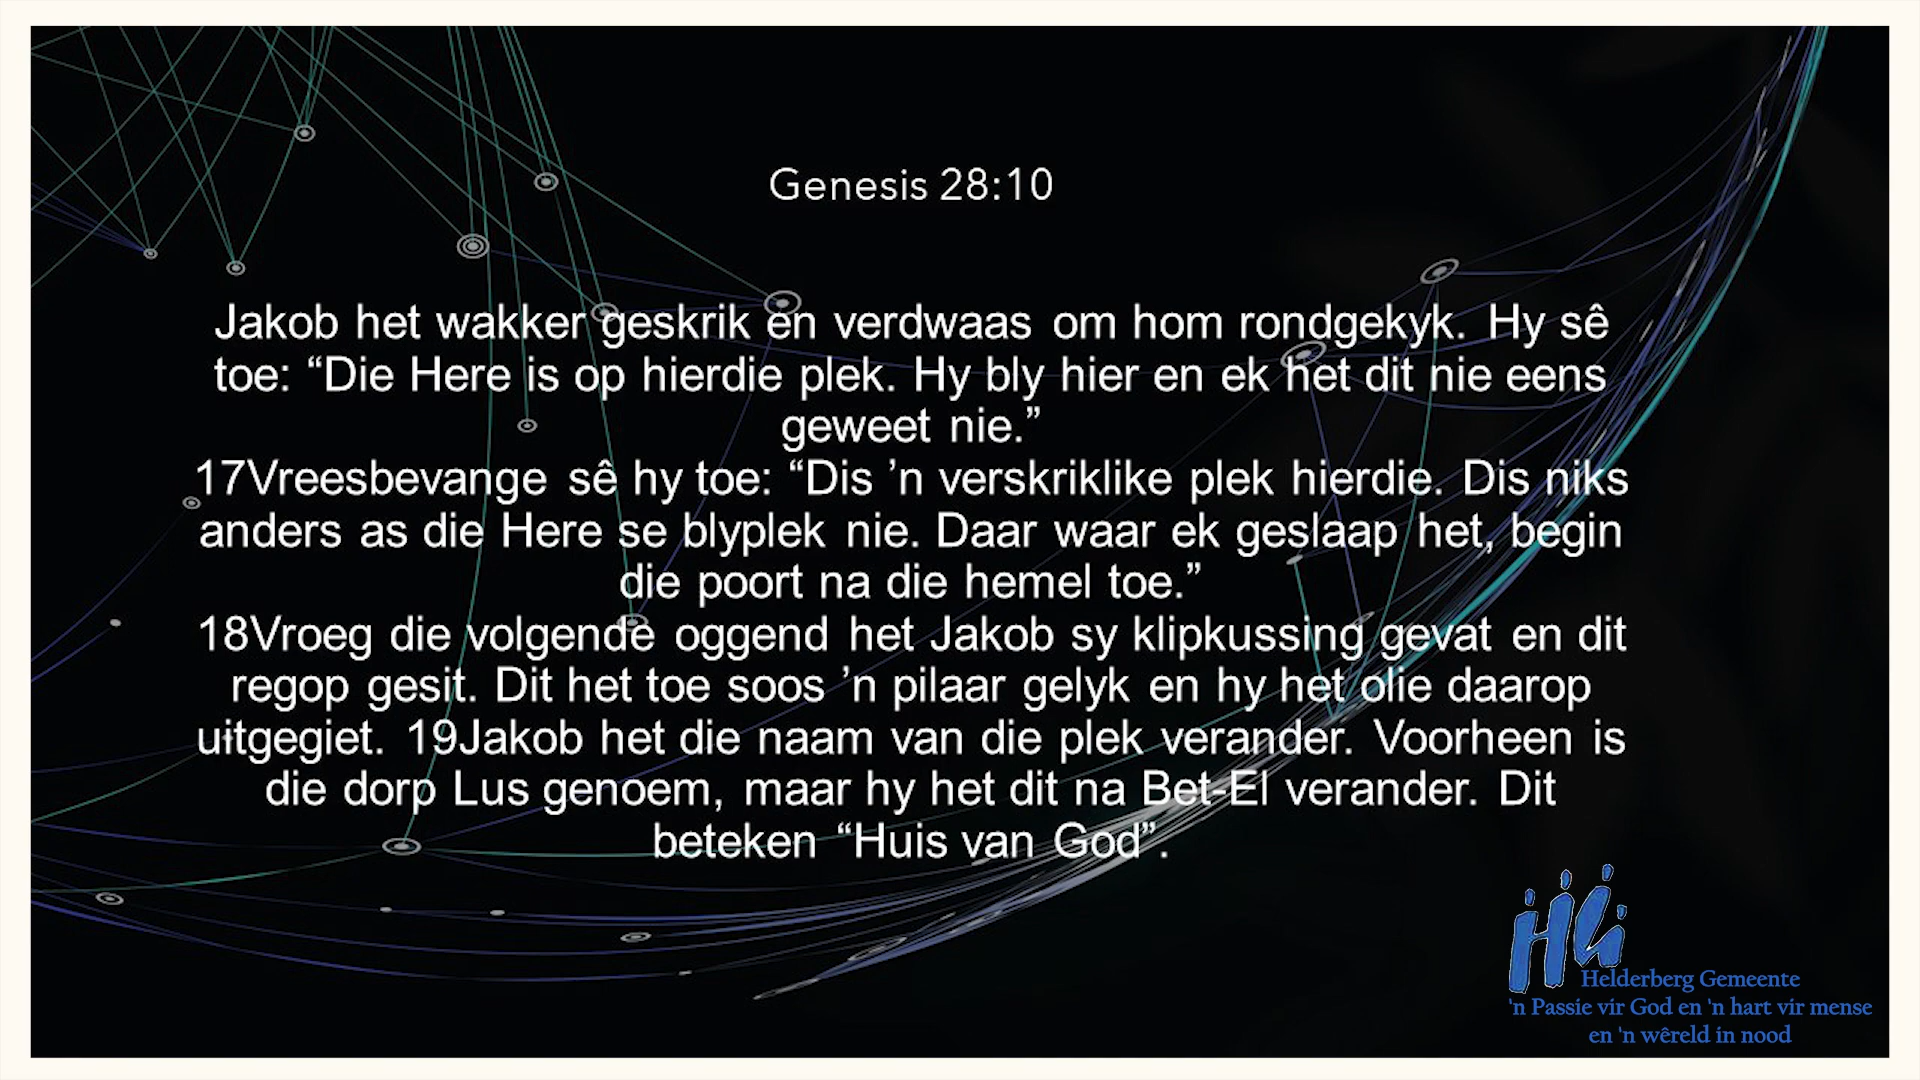 Genesis 28:10
Jakob het wakker geskrik en verdwaas om hom rondgekyk. Hy sê
toe: “Die Here is op hierdie plek. Hy bly hier en ek het dit nie eens
geweet nie.”
17Vreesbevange sê hy toe: “Dis ’n verskriklike plek hierdie. Dis niks
anders as die Here se blyplek nie. Daar waar ek geslaap het, begin
die poort na die hemel toe.”
18Vroeg die volgende oggend het Jakob sy klipkussing gevat en dit
regop gesit. Dit het toe soos ’n pilaar gelyk en hy het olie daarop
uitgegiet. 19Jakob het die naam van die plek verander. Voorheen is
die dorp Lus genoem, maar hy het dit na Bet-El verander. Dit
beteken “Huis van God”.
HG
Helderberg Gemeente
'n Passie vir God en 'n hart vir mense
en 'n wêreld in nood